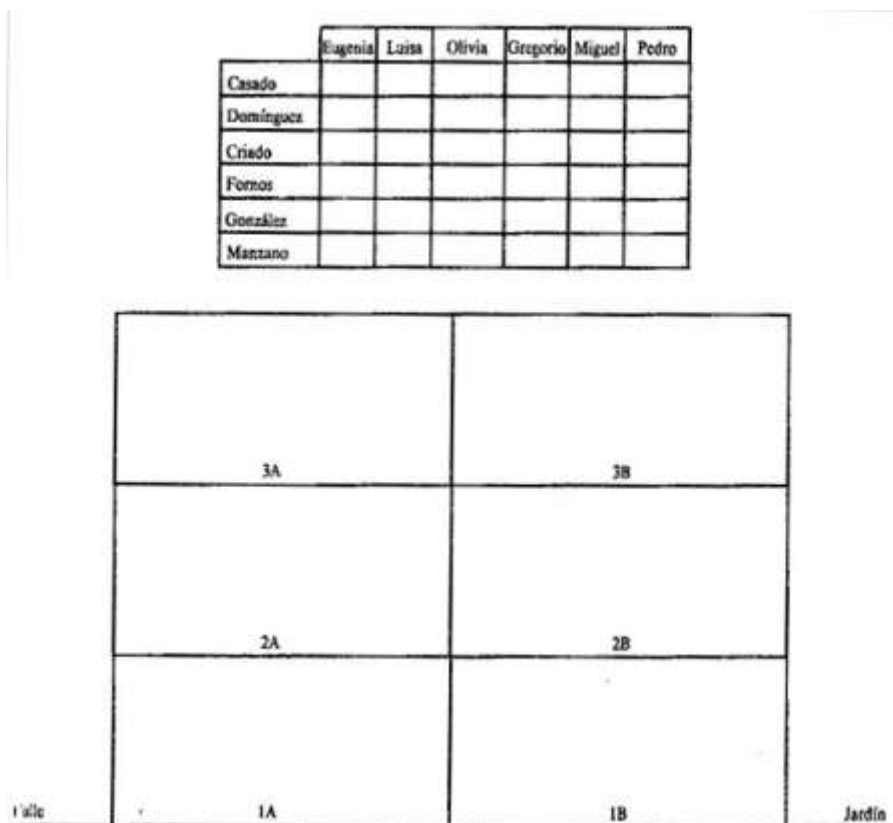 Eugenia Luisa Olivia Gregorio Miguel Pedro
Casado
Domínguez
Criado
Fornos
González
Manzano
3A 3B
2A 2B
Calle 1A 1B Jardín